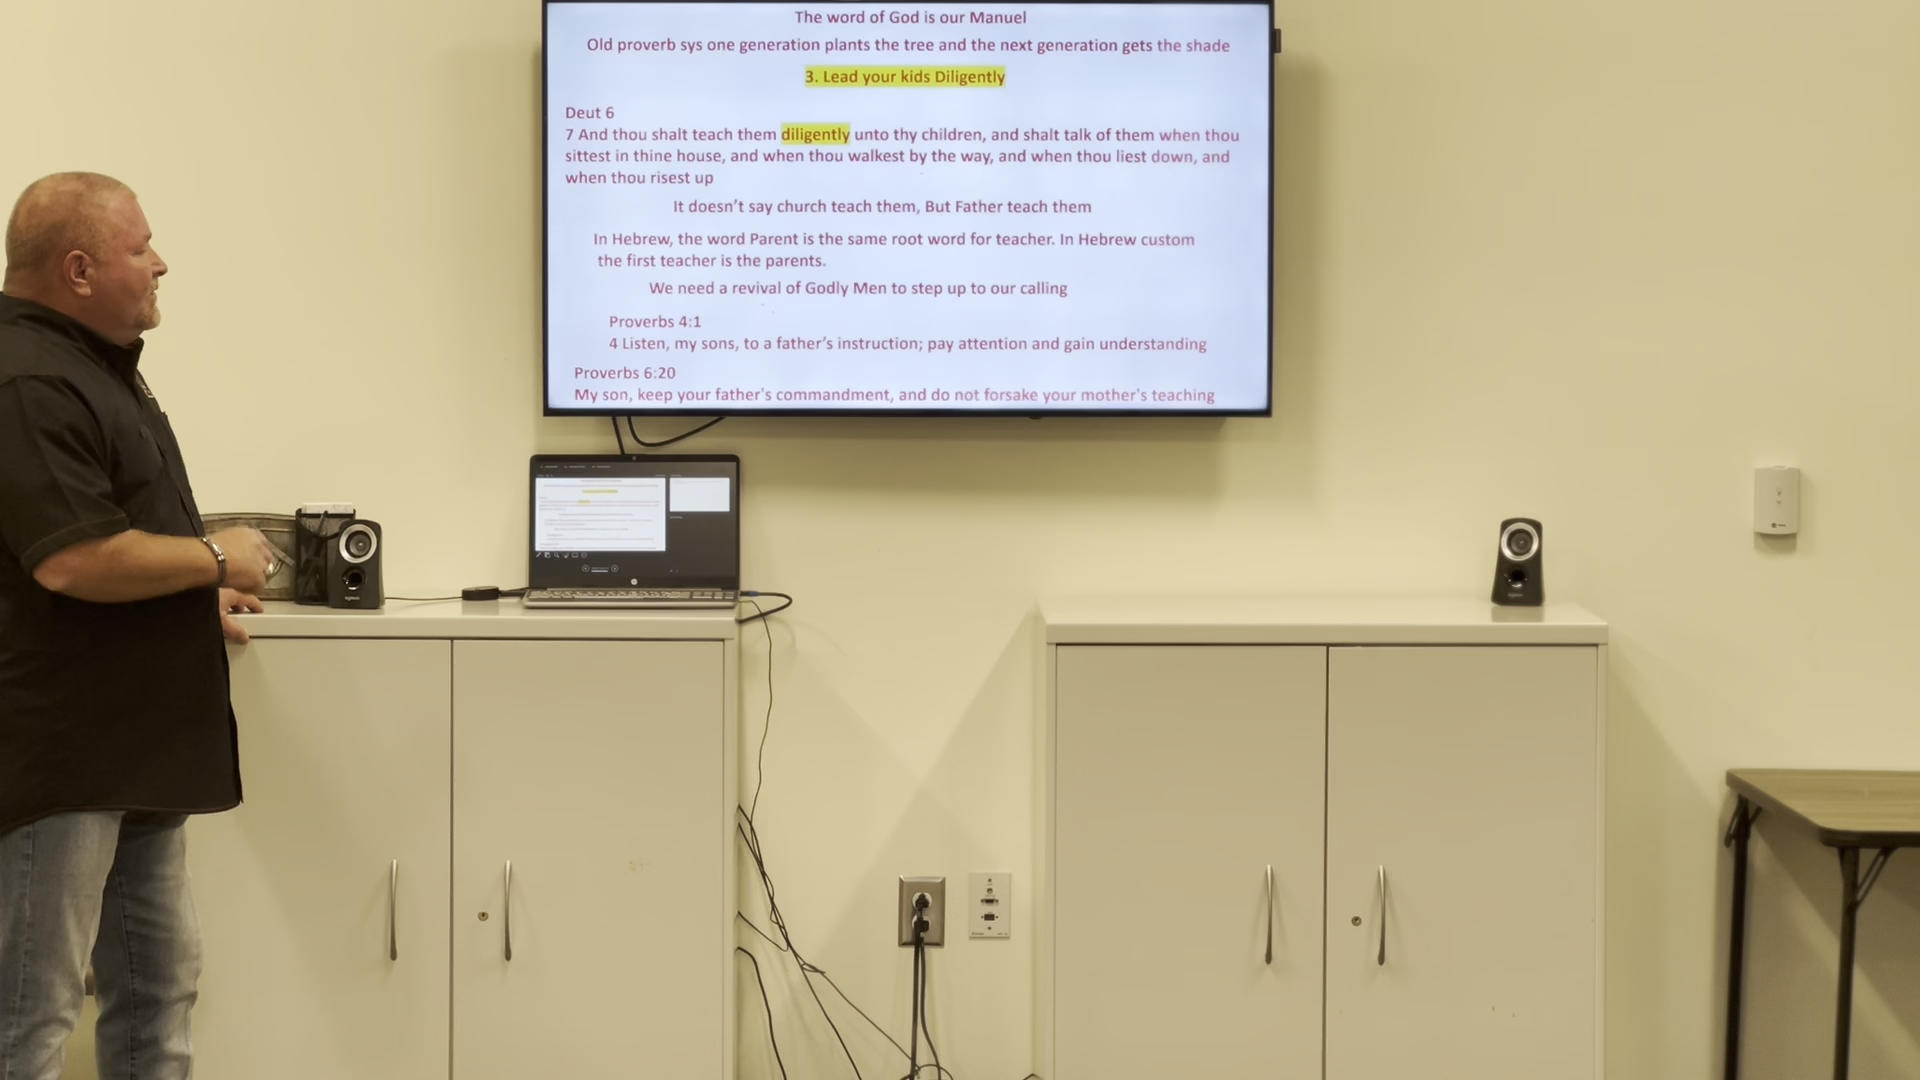 The word of God is our Manuel
Old proverb sys one generation plants the tree and the next generation gets the shade
3. Lead your kids Diligently
Deut 6
7 And thou shalt teach them diligently unto thy children, and shalt talk of them when thou
sittest in thine house, and when thou walkest by the way, and when thou liest down, and
when thou risest up
It doesn't say church teach them, But Father teach them
In Hebrew, the word Parent is the same root word for teacher. In Hebrew custom
the first teacher is the parents.
We need a revival of Godly Men to step up to our calling
Proverbs 4:1
4 Listen, my sons, to a father's instruction; pay attention and gain understanding
Proverbs 6:20
My son, keep your father's commandment, and do not forsake your mother's teaching